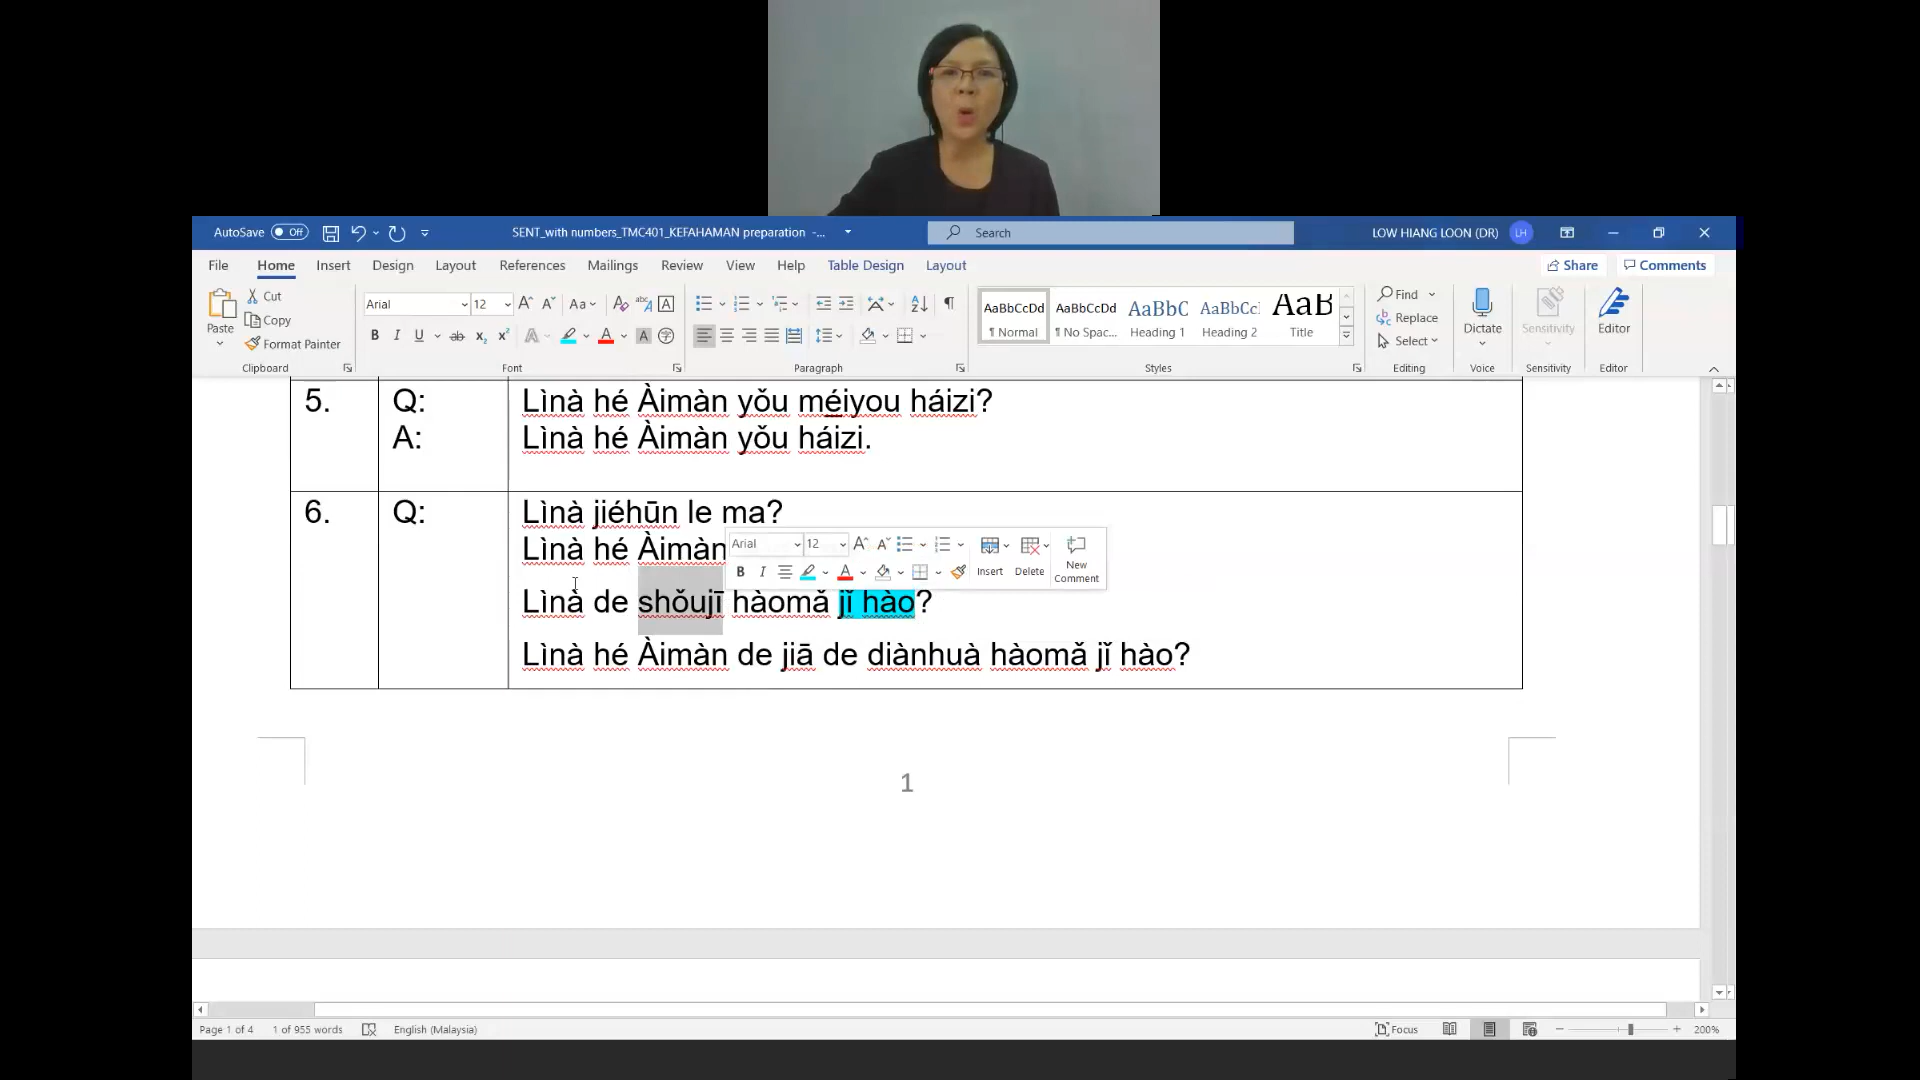 AutoSave Off SENT_with numbers_TMC401_KEFAHAMAN preparation -... Search LOW HIANG LOON (DR) LH
File Home Insert Design Layout References Mailings Review View Help Table Design Layout Share Comments
Paste Cut Copy Format Painter Clipboard
Arial 12 Font
Paragraph
AaBbCcDd AaBbCcDd AaBbC AaBbCcl AaB
¶ Normal ¶ No Spac... Heading 1 Heading 2 Title
Styles
Find Replace Select Editing
Dictate Voice
Sensitivity Sensitivity
Editor Editor
5. Q: Lìnà hé Àimàn yǒu méiyou háizi?
A: Lìnà hé Àimàn yǒu háizi.
6. Q: Lìnà jiéhūn le ma?
Lìnà hé Àimàn
Arial 12 Insert Delete New Comment
Lìnà de shǒujī hàomǎ jǐ hào?
Lìnà hé Àimàn de jiā de diànhuà hàomǎ jǐ hào?
1
Page 1 of 4 1 of 955 words English (Malaysia) Focus 200%